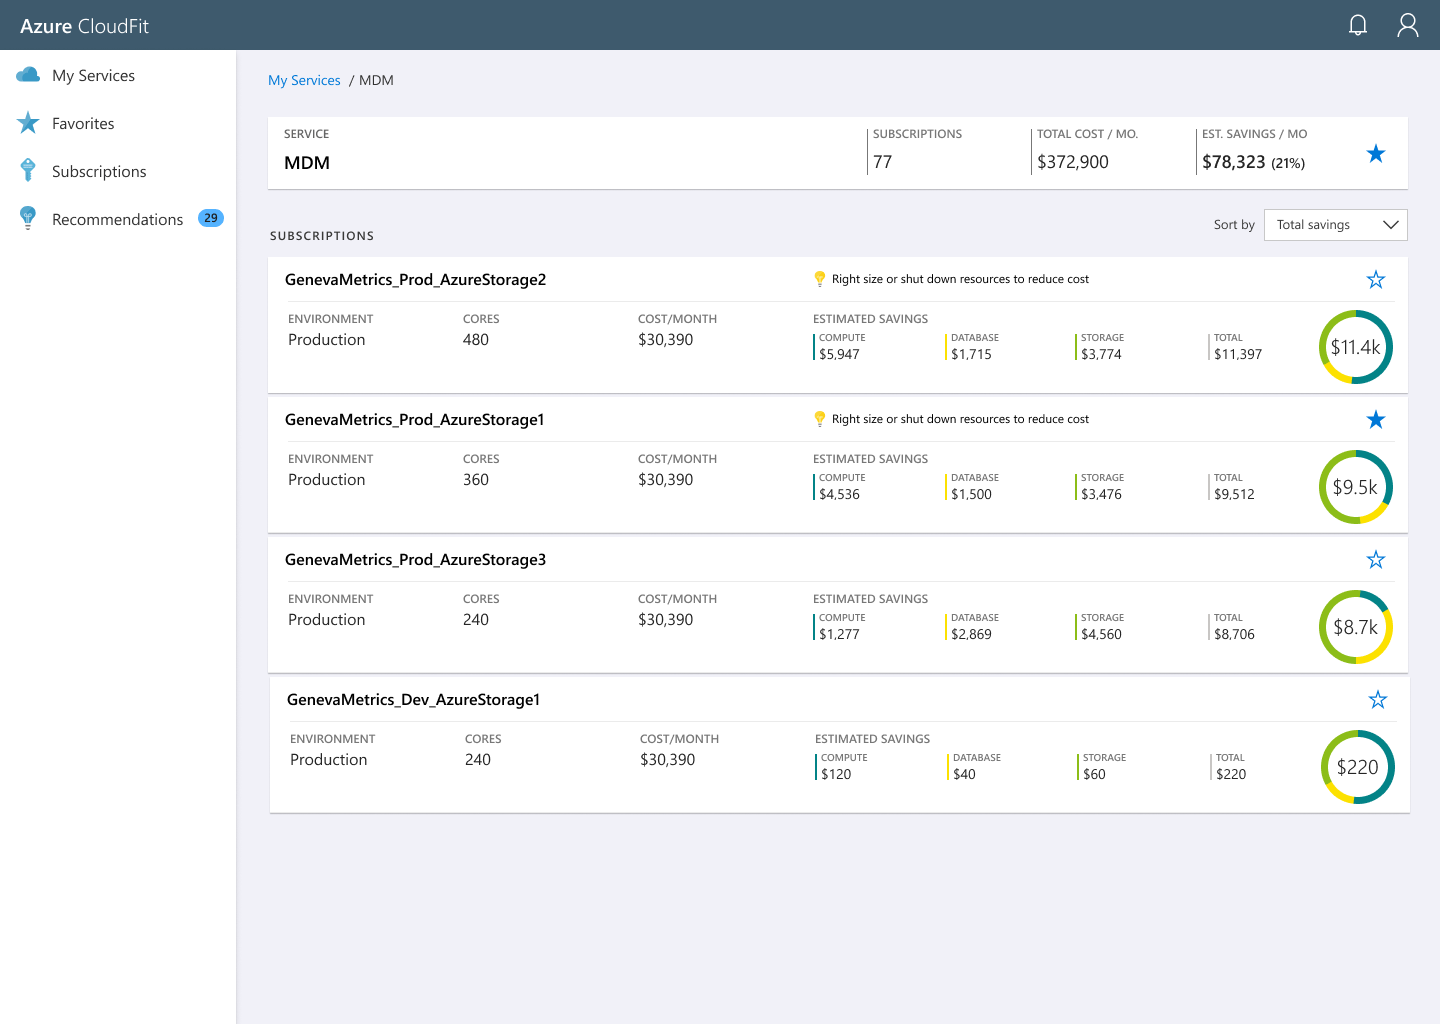 Azure CloudFit
My Services
Favorites
Subscriptions
Recommendations 29
My Services / MDM
SERVICE
MDM
SUBSCRIPTIONS
77
TOTAL COST / MO.
$372,900
EST. SAVINGS / MO
$78,323 (21%)
SUBSCRIPTIONS
Sort by Total savings
GenevaMetrics_Prod_AzureStorage2
Right size or shut down resources to reduce cost
ENVIRONMENT
Production
CORES
480
COST/MONTH
$30,390
ESTIMATED SAVINGS
COMPUTE
$5,947
DATABASE
$1,715
STORAGE
$3,774
TOTAL
$11,397
$11.4k
GenevaMetrics_Prod_AzureStorage1
Right size or shut down resources to reduce cost
ENVIRONMENT
Production
CORES
360
COST/MONTH
$30,390
ESTIMATED SAVINGS
COMPUTE
$4,536
DATABASE
$1,500
STORAGE
$3,476
TOTAL
$9,512
$9.5k
GenevaMetrics_Prod_AzureStorage3
ENVIRONMENT
Production
CORES
240
COST/MONTH
$30,390
ESTIMATED SAVINGS
COMPUTE
$1,277
DATABASE
$2,869
STORAGE
$4,560
TOTAL
$8,706
$8.7k
GenevaMetrics_Dev_AzureStorage1
ENVIRONMENT
Production
CORES
240
COST/MONTH
$30,390
ESTIMATED SAVINGS
COMPUTE
$120
DATABASE
$40
STORAGE
$60
TOTAL
$220
$220